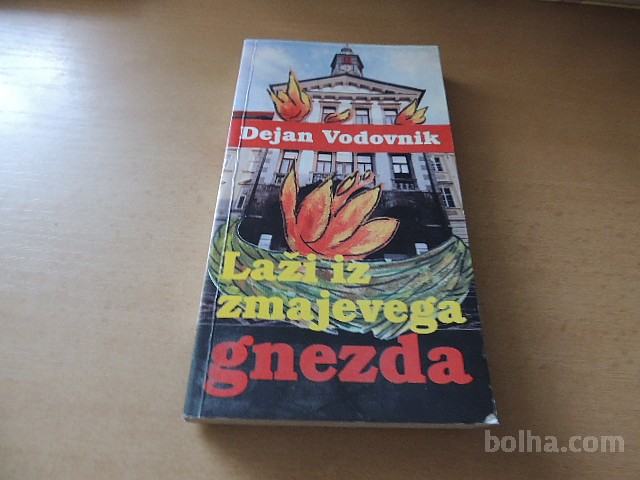 Dejan Vodovnik
Laži iz
zmajevega
gnezda
bolha.com